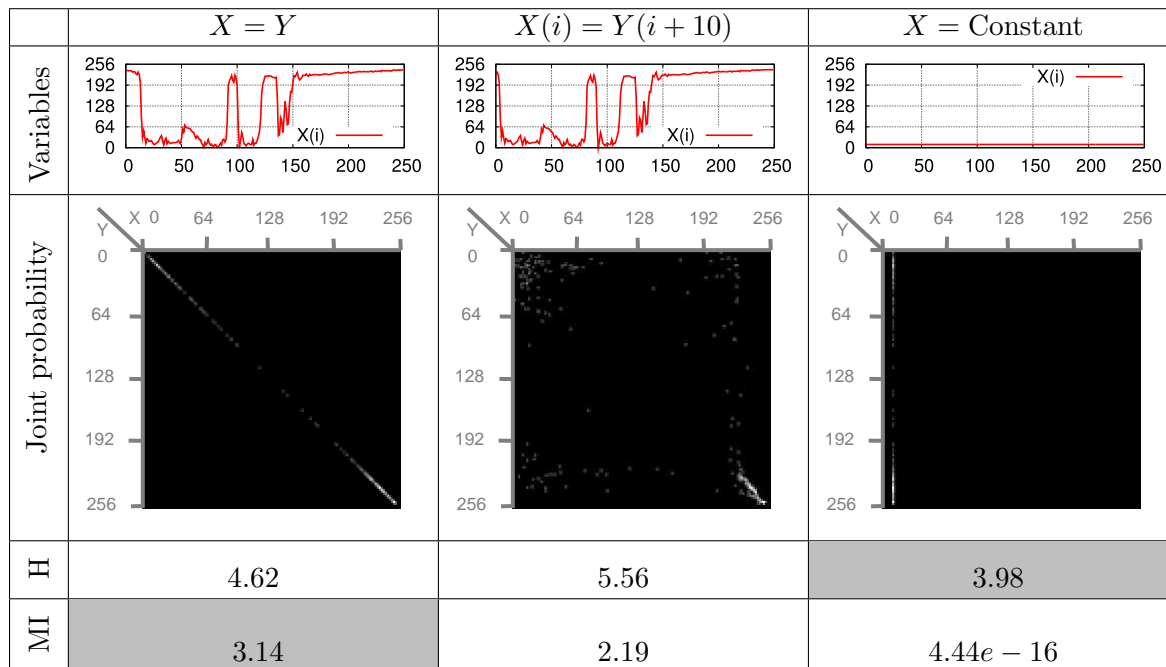 X = Y
X(i) = Y(i + 10)
X = Constant
Variables
256
192
128
64
0
0 50 100 150 200 250
X(i)
256
192
128
64
0
0 50 100 150 200 250
X(i)
256
192
128
64
0
0 50 100 150 200 250
X(i)
Joint probability
X 0 64 128 192 256
Y
0
64
128
192
256
X 0 64 128 192 256
Y
0
64
128
192
256
X 0 64 128 192 256
Y
0
64
128
192
256
H 4.62 5.56 3.98
MI 3.14 2.19 4.44e − 16